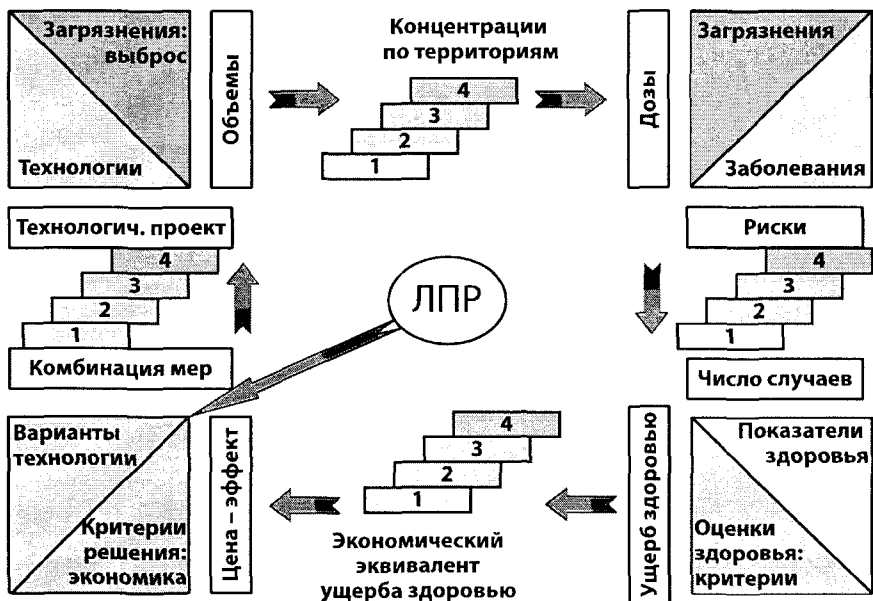 Загрязнения:
выброс
Технологии
Объемы
Концентрации
по территориям
4
3
2
1
Дозы
Загрязнения
Заболевания
Технологич. проект
4
3
2
1
Комбинация мер
ЛПР
Риски
4
3
2
1
Число случаев
Варианты
технологии
Критерии
решения:
экономика
Цена – эффект
4
3
2
1
Экономический
эквивалент
ущерба здоровью
Ущерб здоровью
Показатели
здоровья
Оценки
здоровья:
критерии